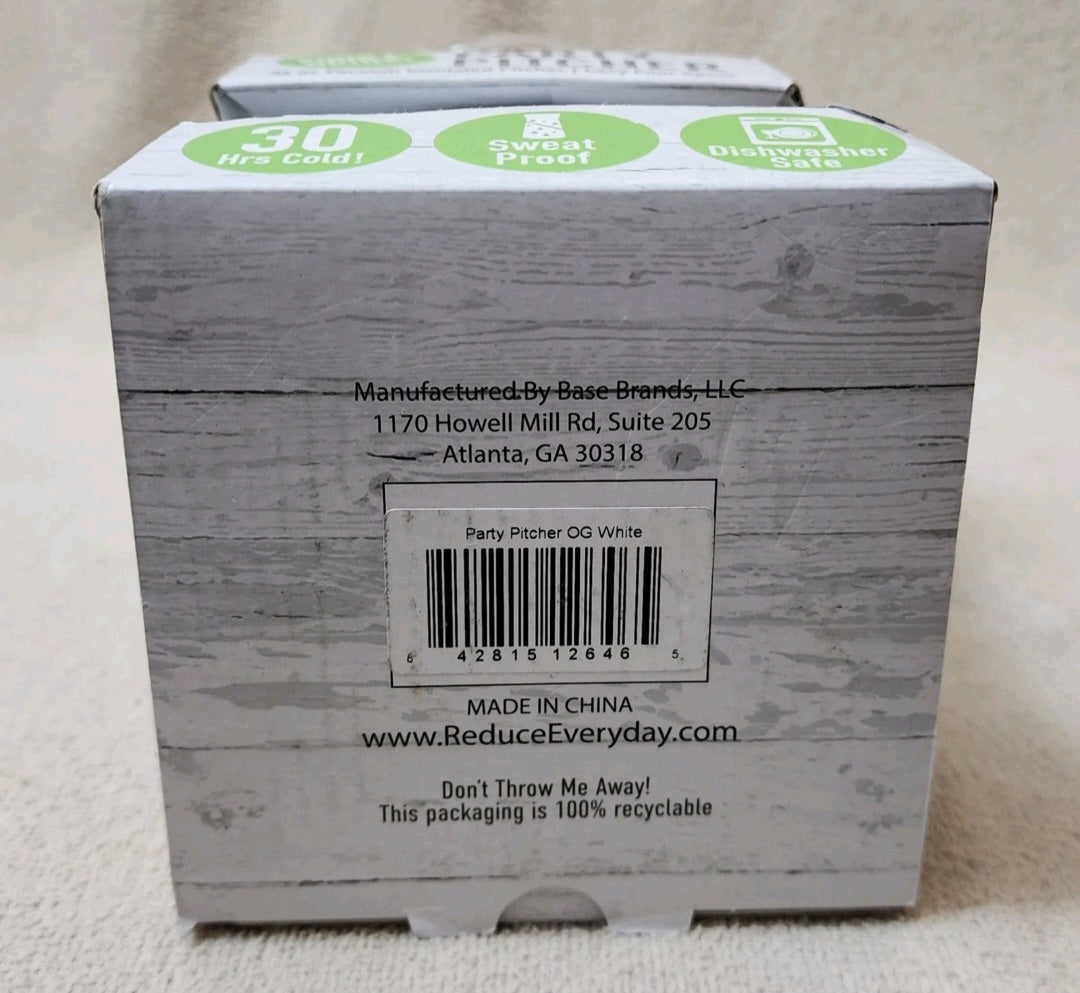 PITCHER
30
Hrs Cold!
Sweat
Proof
Dishwasher
Safe
Manufactured By Base Brands, LLC
1170 Howell Mill Rd, Suite 205
Atlanta, GA 30318
Party Pitcher OG White
8 42815 12646 5
MADE IN CHINA
www.ReduceEveryday.com
Don't Throw Me Away!
This packaging is 100% recyclable